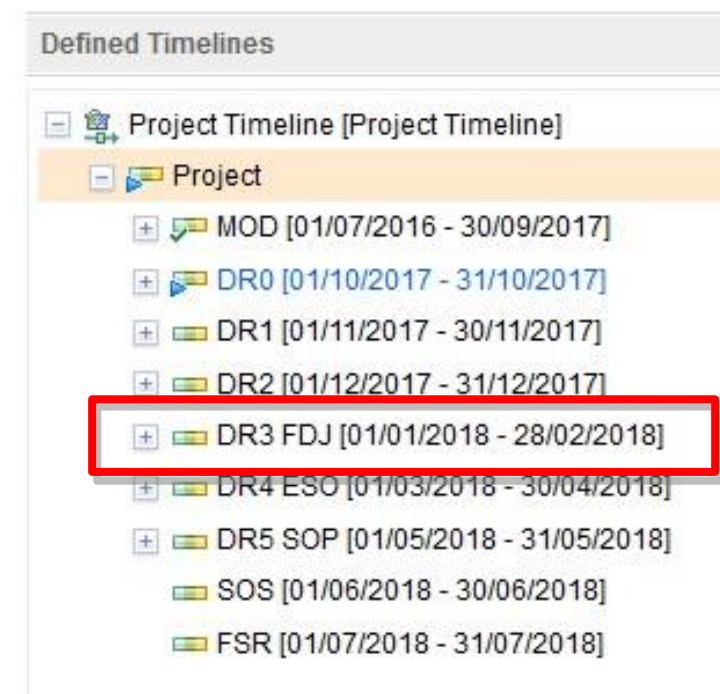 Defined Timelines
Project Timeline [Project Timeline]
Project
MOD [01/07/2016 - 30/09/2017]
DR0 [01/10/2017 - 31/10/2017]
DR1 [01/11/2017 - 30/11/2017]
DR2 [01/12/2017 - 31/12/2017]
DR3 FDJ [01/01/2018 - 28/02/2018]
DR4 ESO [01/03/2018 - 30/04/2018]
DR5 SOP [01/05/2018 - 31/05/2018]
SOS [01/06/2018 - 30/06/2018]
FSR [01/07/2018 - 31/07/2018]